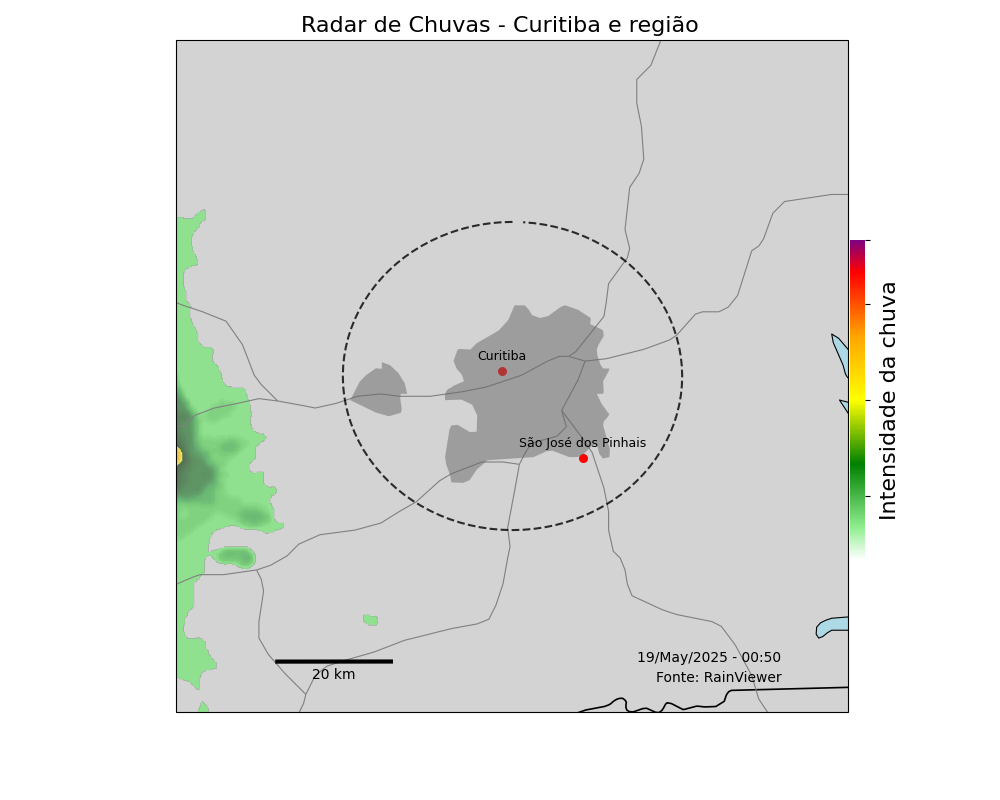 Radar de Chuvas - Curitiba e região
Curitiba
São José dos Pinhais
Intensidade da chuva
20 km
19/May/2025 - 00:50
Fonte: RainViewer